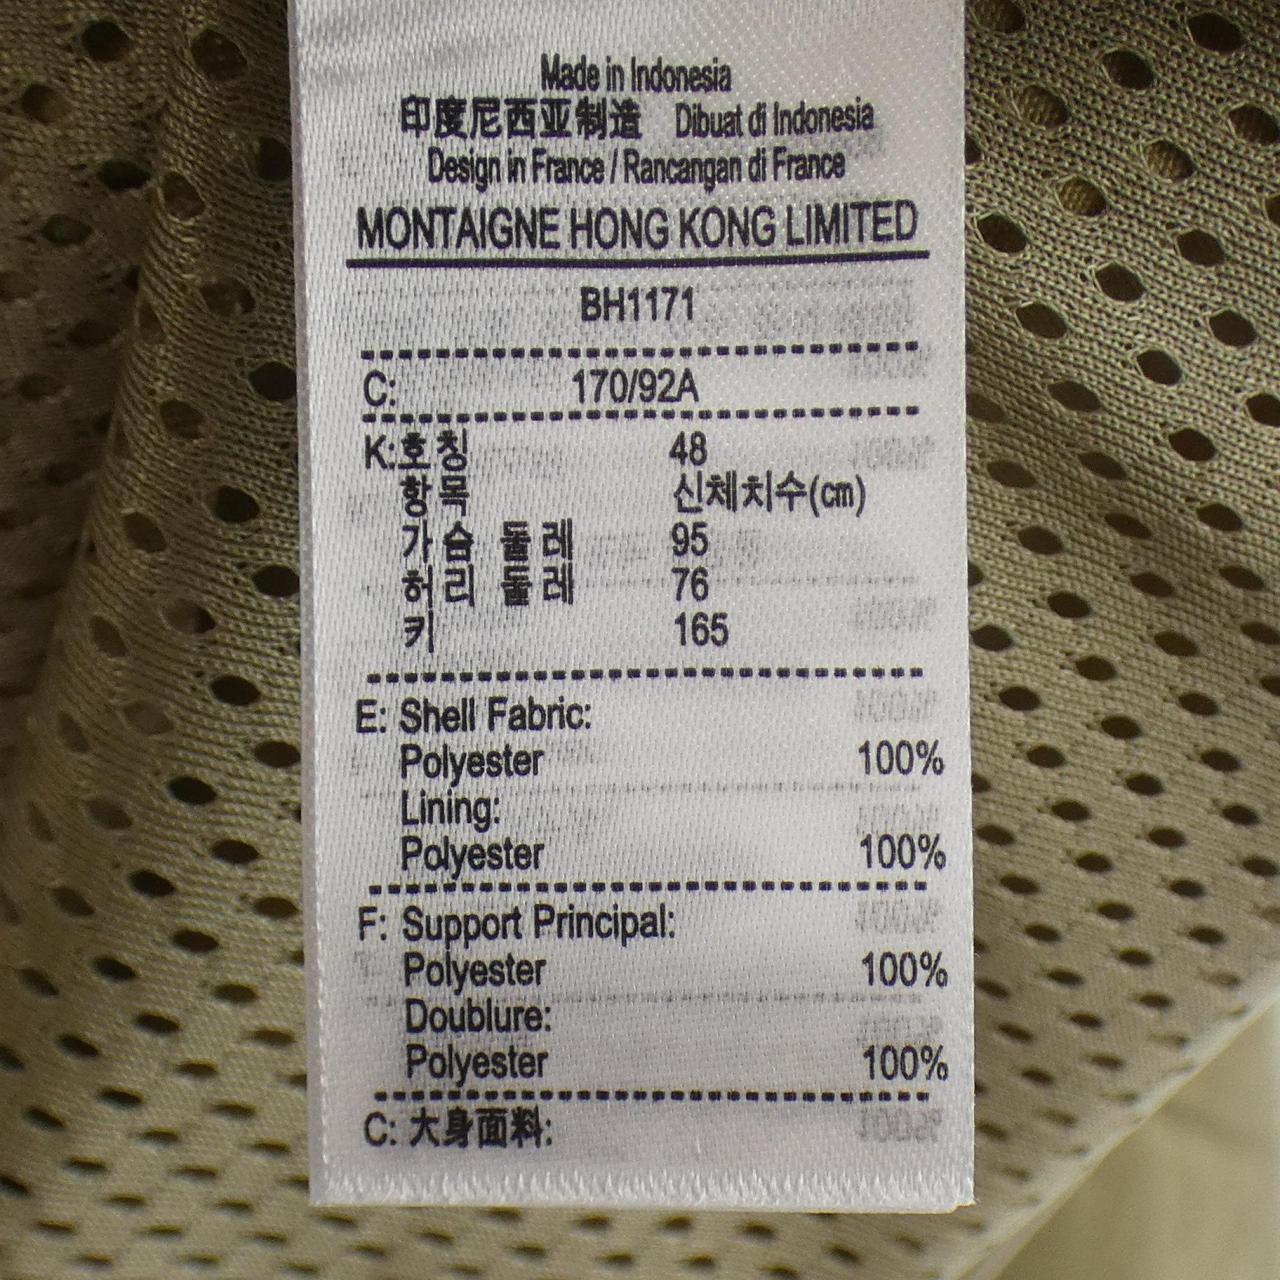 Made in Indonesia
印度尼西亚制造 Dibuat di Indonesia
Design in France / Rancangan di France
MONTAIGNE HONG KONG LIMITED
BH1171
C: 170/92A
K:호칭 48
항목 신체치수(cm)
가슴 둘레 95
허리 둘레 76
키 165
E: Shell Fabric:
Polyester 100%
Lining:
Polyester 100%
F: Support Principal:
Polyester 100%
Doublure:
Polyester 100%
C: 大身面料: